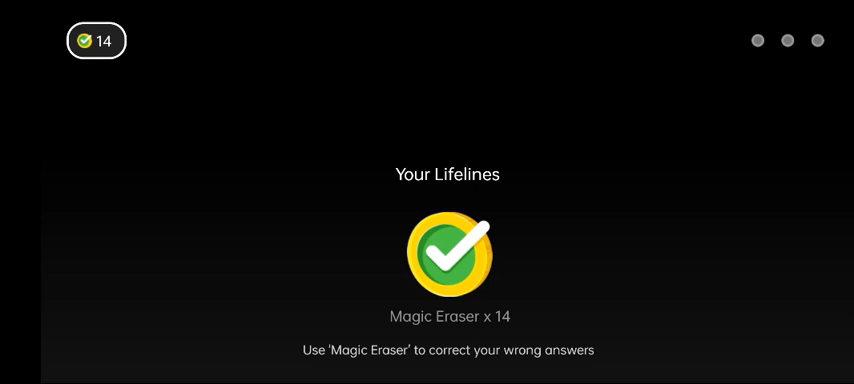 14
Your Lifelines
Magic Eraser x 14
Use 'Magic Eraser' to correct your wrong answers